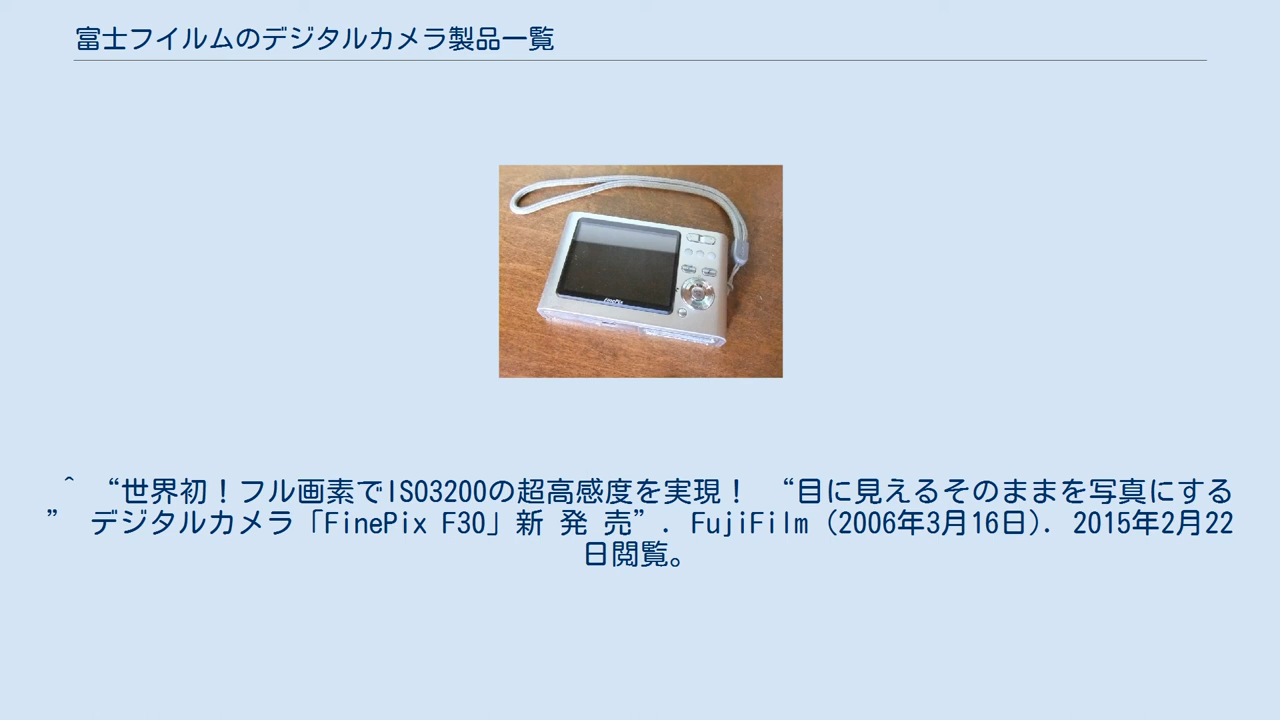 富士フイルムのデジタルカメラ製品一覧
FinePix
^ “世界初！フル画素でISO3200の超高感度を実現！ “目に見えるそのままを写真にする
” デジタルカメラ「FinePix F30」新 発 売”. FujiFilm (2006年3月16日). 2015年2月22
日閲覧。